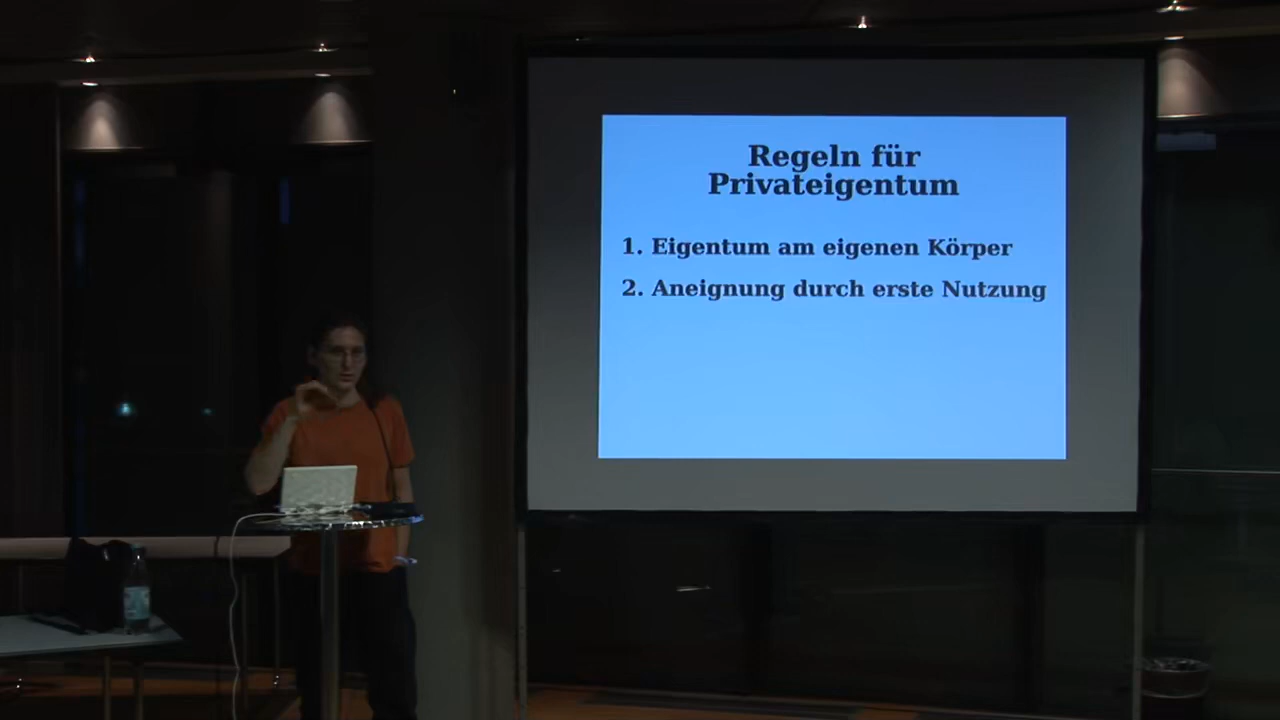 Regeln für
Privateigentum
1. Eigentum am eigenen Körper
2. Aneignung durch erste Nutzung